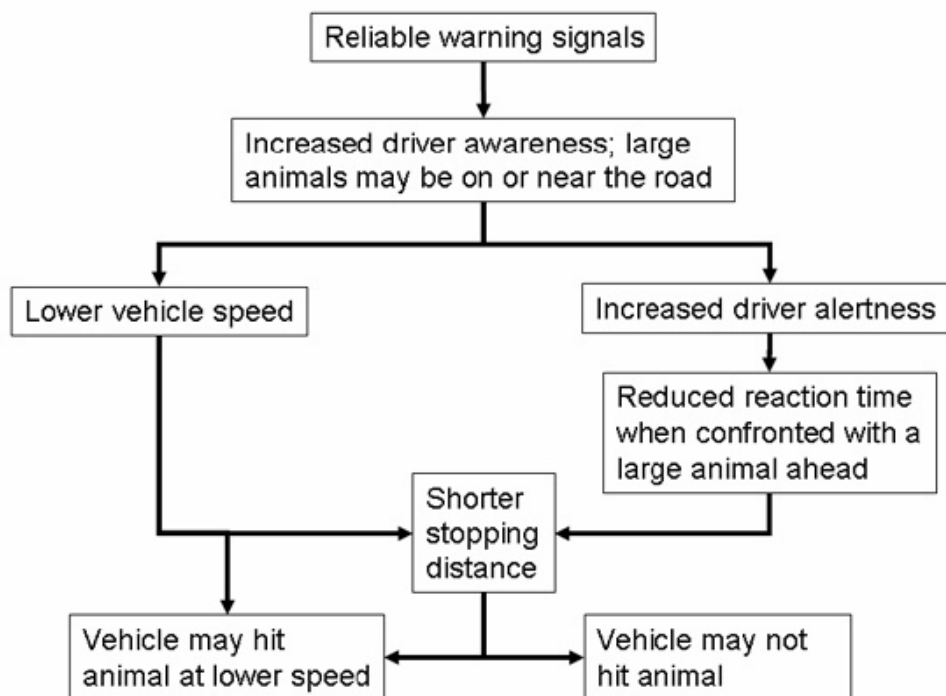 Reliable warning signals
Increased driver awareness; large
animals may be on or near the road
Lower vehicle speed
Increased driver alertness
Reduced reaction time
when confronted with a
large animal ahead
Shorter
stopping
distance
Vehicle may hit
animal at lower speed
Vehicle may not
hit animal